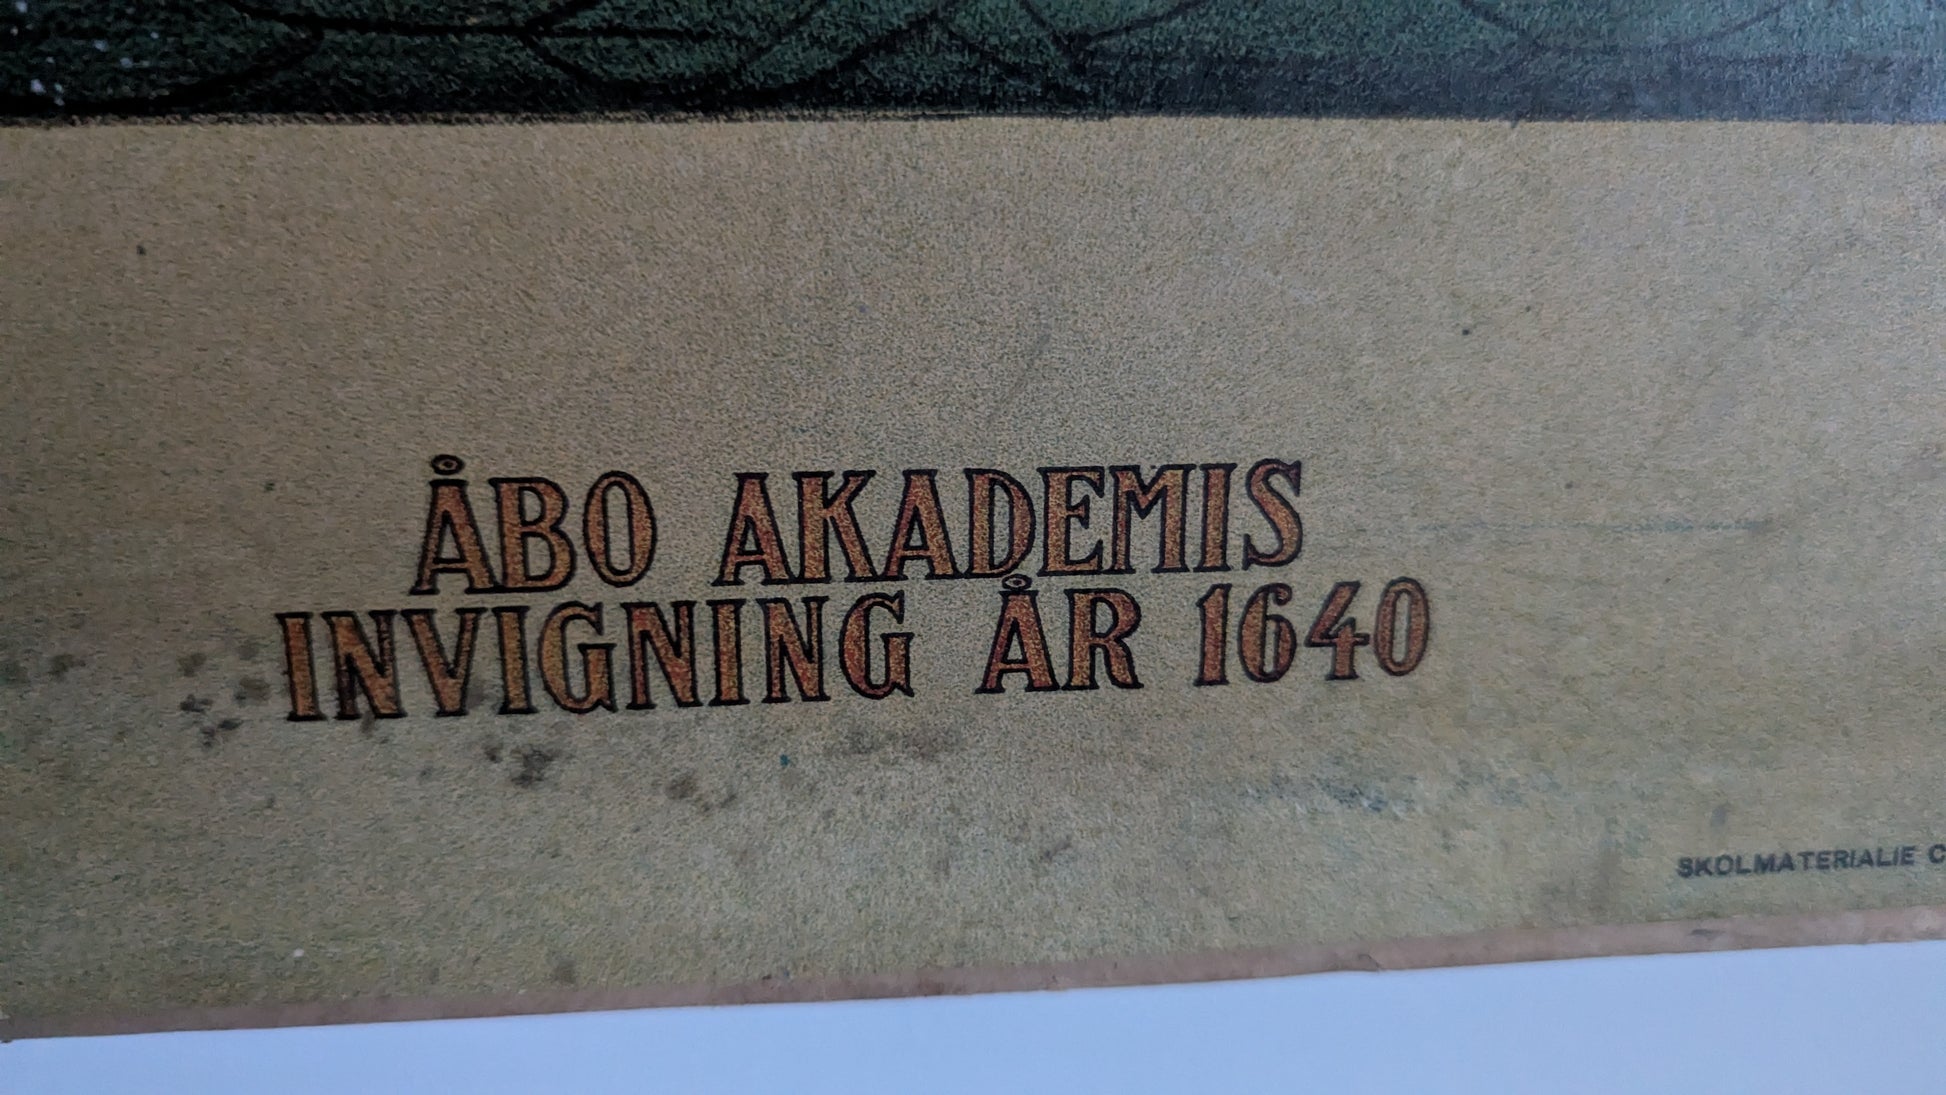 ÅBO AKADEMIS
INVIGNING ÅR 1640
SKOLMATERIALIE